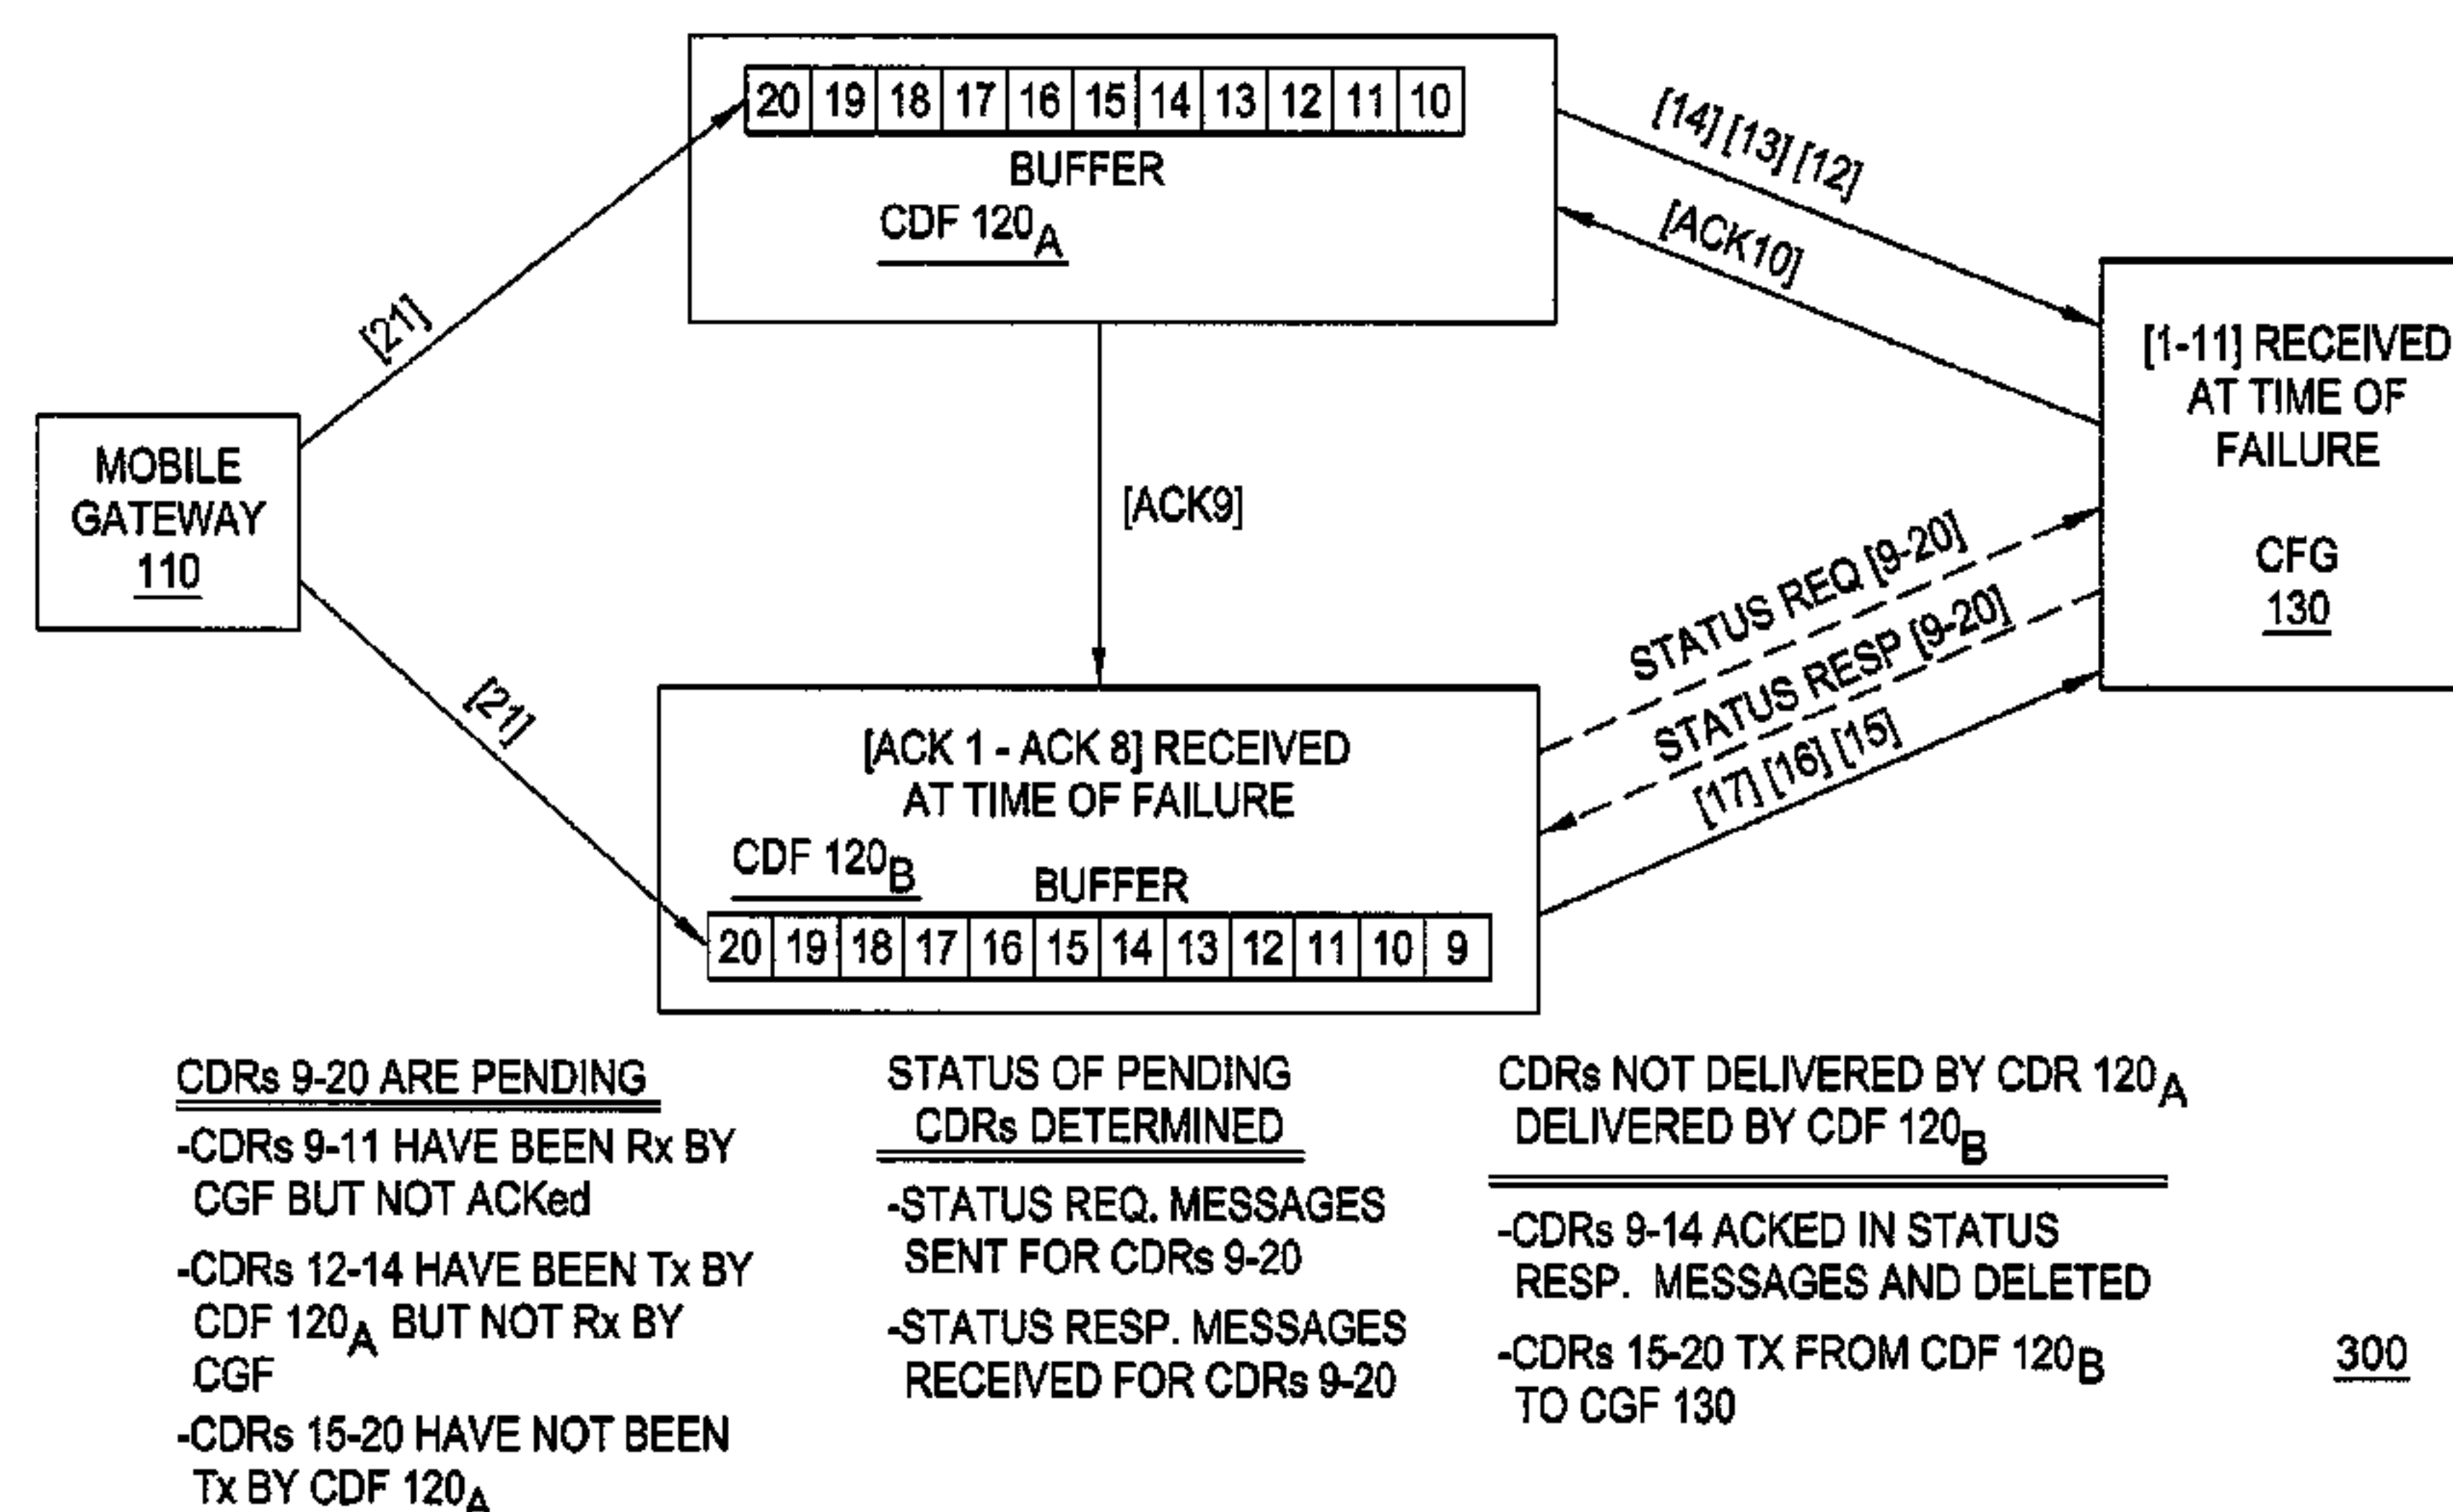 20 19 18 17 16 15 14 13 12 11 10
BUFFER
CDF 120A
[14] [13] [12]
[ACK10]
[21]
[1-11] RECEIVED
AT TIME OF
FAILURE
CFG
130
MOBILE
GATEWAY
110
[ACK9]
[21]
STATUS REQ [9-20]
STATUS RESP [9-20]
[17] [16] [15]
[ACK 1 - ACK 8] RECEIVED
AT TIME OF FAILURE
CDF 120B
BUFFER
20 19 18 17 16 15 14 13 12 11 10 9
CDRs 9-20 ARE PENDING
-CDRs 9-11 HAVE BEEN Rx BY
CGF BUT NOT ACKed
-CDRs 12-14 HAVE BEEN Tx BY
CDF 120A BUT NOT Rx BY
CGF
-CDRs 15-20 HAVE NOT BEEN
Tx BY CDF 120A
STATUS OF PENDING
CDRs DETERMINED
-STATUS REQ. MESSAGES
SENT FOR CDRs 9-20
-STATUS RESP. MESSAGES
RECEIVED FOR CDRs 9-20
CDRs NOT DELIVERED BY CDR 120A
DELIVERED BY CDF 120B
-CDRs 9-14 ACKED IN STATUS
RESP. MESSAGES AND DELETED
-CDRs 15-20 TX FROM CDF 120B
TO CGF 130
300